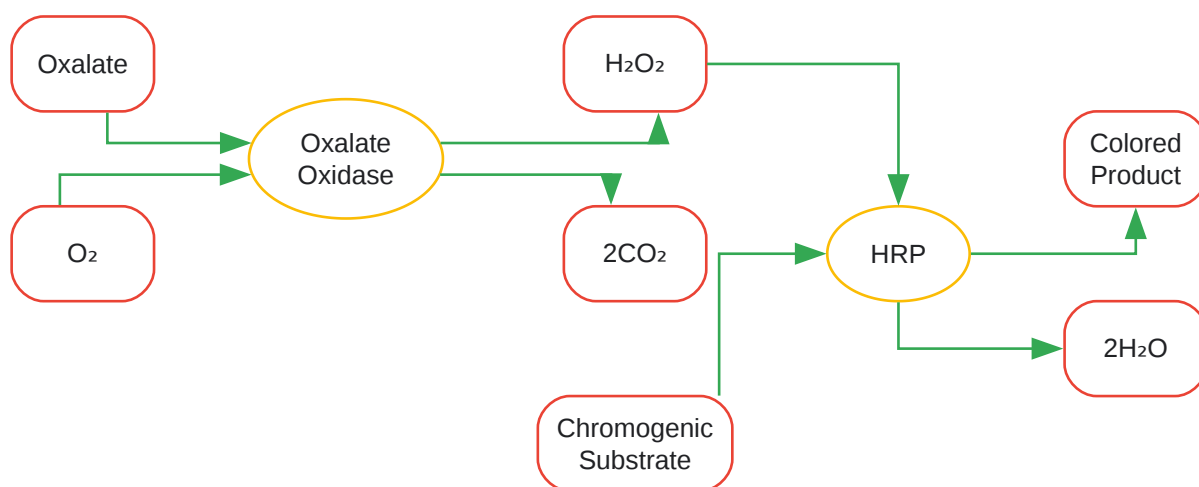 Oxalate
H₂O₂
Oxalate
Oxidase
Colored
Product
O₂
2CO₂
HRP
2H₂O
Chromogenic
Substrate